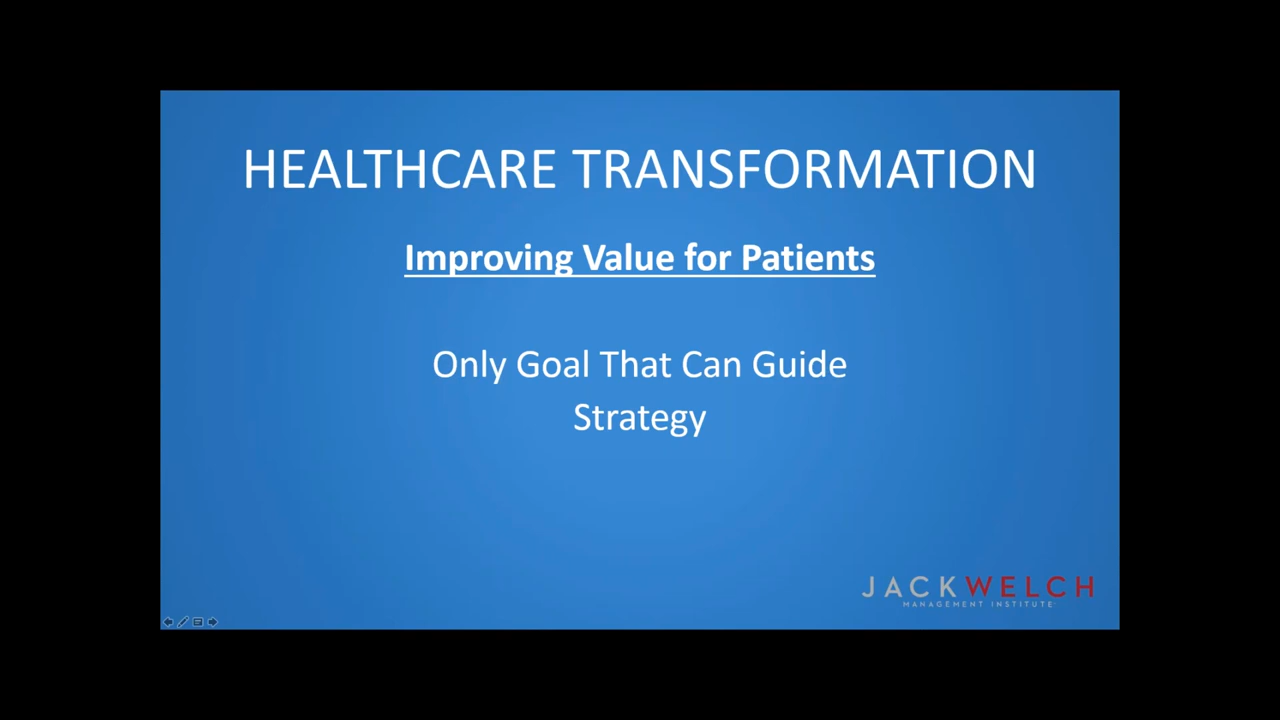 HEALTHCARE TRANSFORMATION
Improving Value for Patients
Only Goal That Can Guide
Strategy
JACKWELCH
MANAGEMENT INSTITUTE